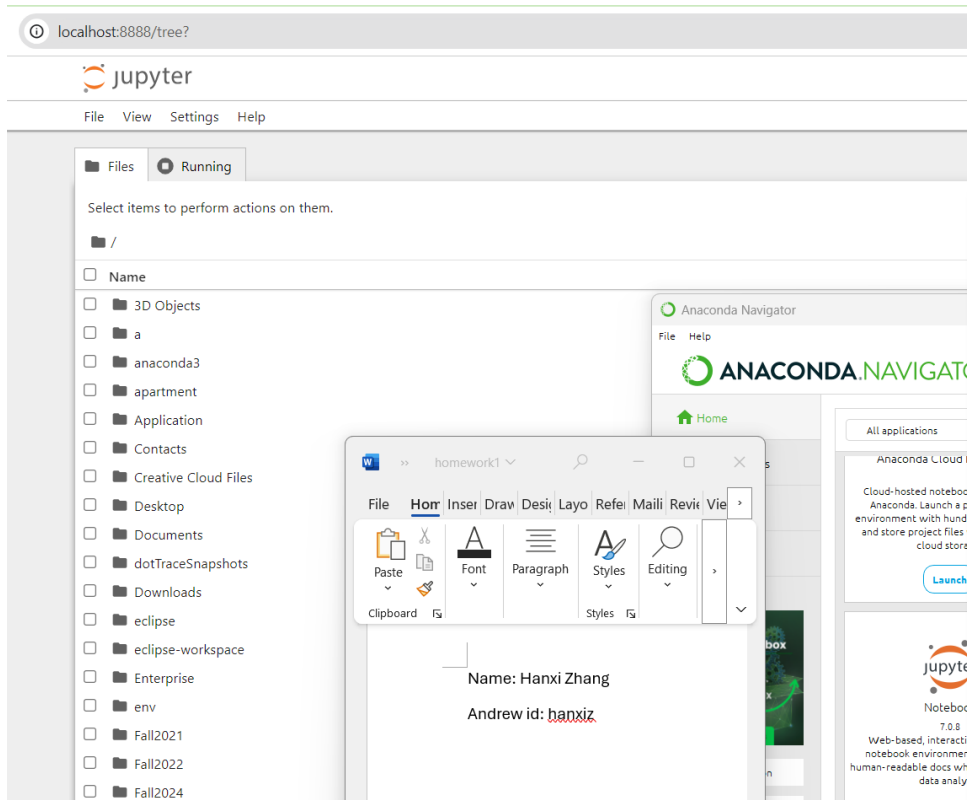 localhost:8888/tree?
jupyter
File View Settings Help
Files Running
Select items to perform actions on them.
/
Name
3D Objects
a
anaconda3
apartment
Application
Contacts
Creative Cloud Files
Desktop
Documents
dotTraceSnapshots
Downloads
eclipse
eclipse-workspace
Enterprise
env
Fall2021
Fall2022
Fall2024
Anaconda Navigator
File Help
ANACONDA.NAVIGATO
Home
All applications
Anaconda Cloud
Cloud-hosted noteboo
Anaconda. Launch a p
environment with hund
and store project files
cloud store
Launch
box
jupyte
Notebo
7.0.8
Web-based, interacti
notebook environmen
human-readable docs wh
data analy
W
homework1
File Hom Inser Draw Desig Layo Refer Maili Revie Vie
Paste Font Paragraph Styles Editing
Clipboard Styles
Name: Hanxi Zhang
Andrew id: hanxiz